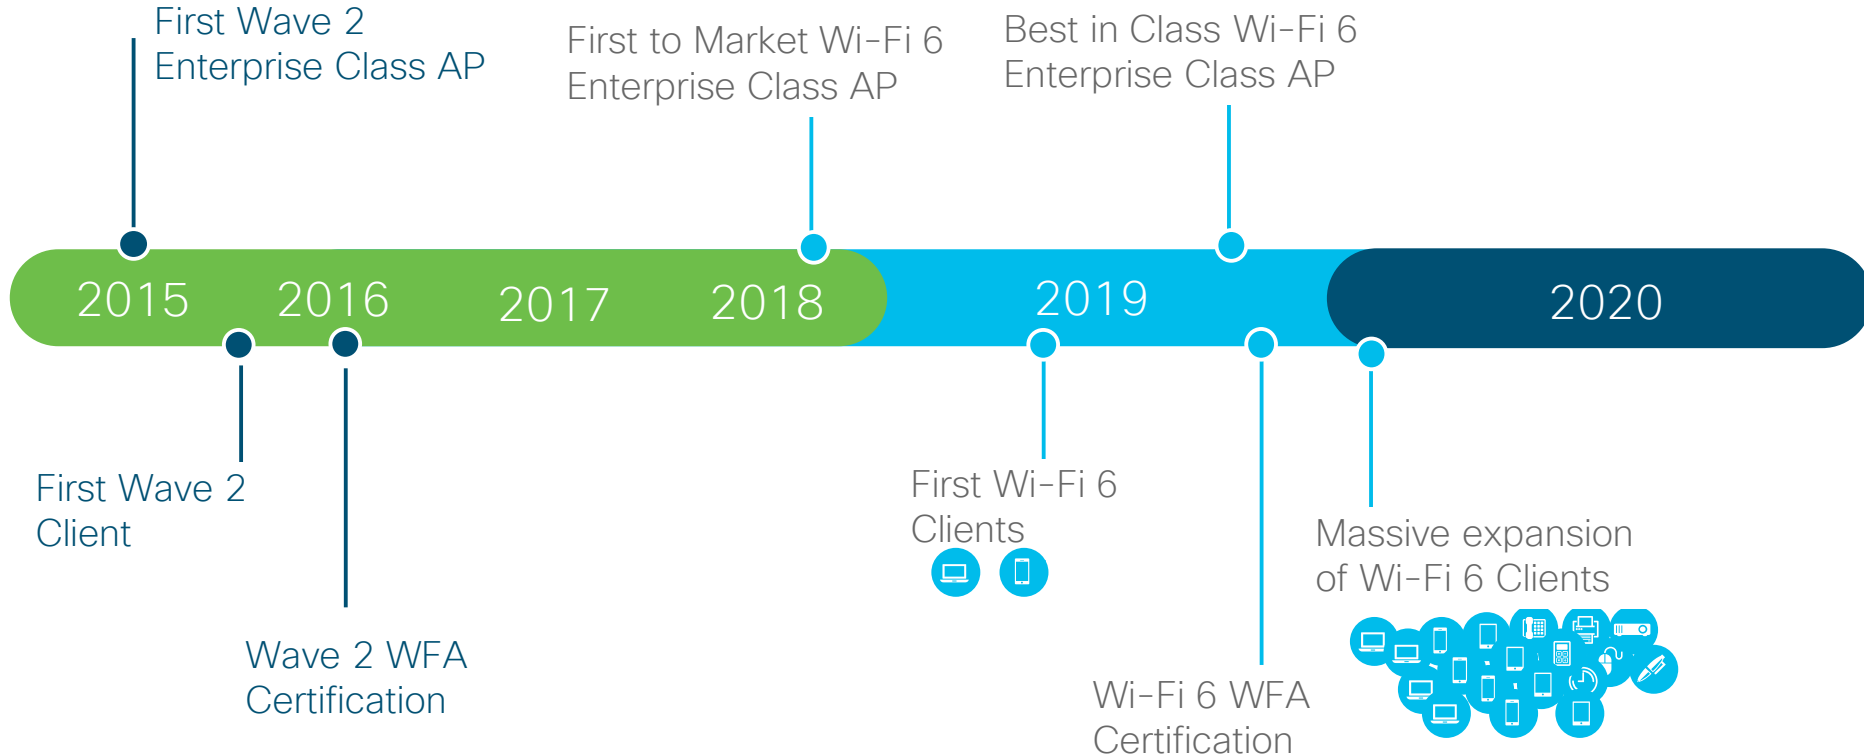 First Wave 2
Enterprise Class AP
First to Market Wi-Fi 6
Enterprise Class AP
Best in Class Wi-Fi 6
Enterprise Class AP
2015
2016
2017
2018
2019
2020
First Wave 2
Client
Wave 2 WFA
Certification
First Wi-Fi 6
Clients
Wi-Fi 6 WFA
Certification
Massive expansion
of Wi-Fi 6 Clients